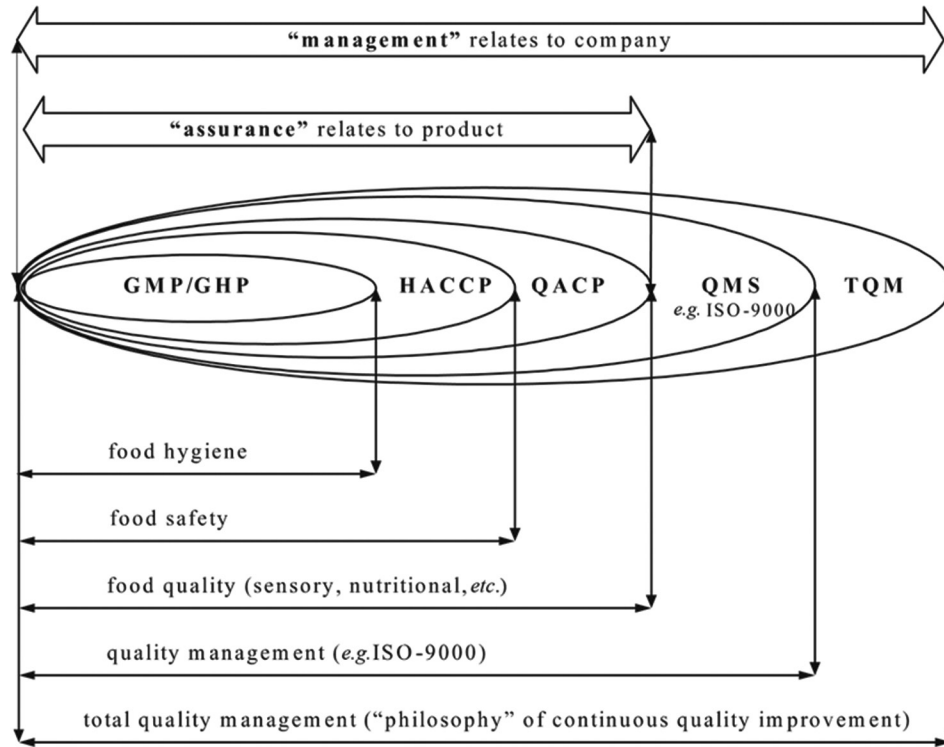 “management” relates to company
“assurance” relates to product
GMP/GHP HACCP QACP QMS TQM
e.g. ISO-9000
food hygiene
food safety
food quality (sensory, nutritional, etc.)
quality management (e.g. ISO-9000)
total quality management (“philosophy” of continuous quality improvement)